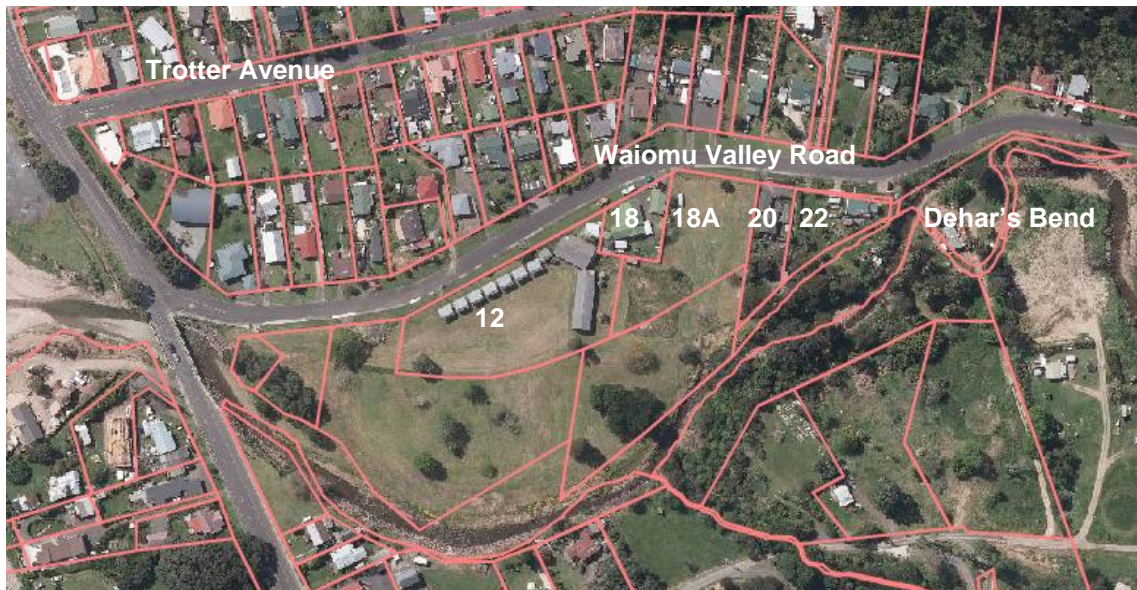 Trotter Avenue
Waiomu Valley Road
18
18A
20
22
Dehar's Bend
12